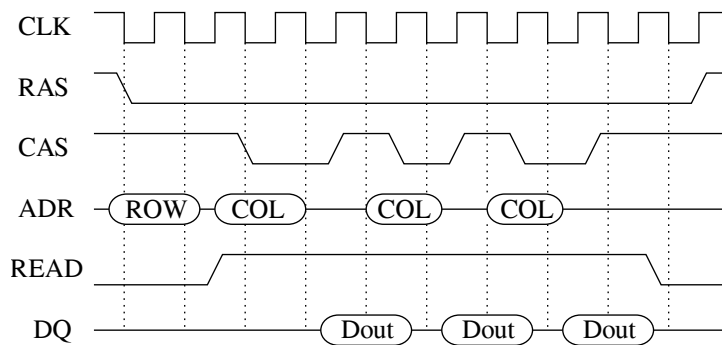 CLK
RAS
CAS
ADR ROW COL COL COL
READ
DQ Dout Dout Dout